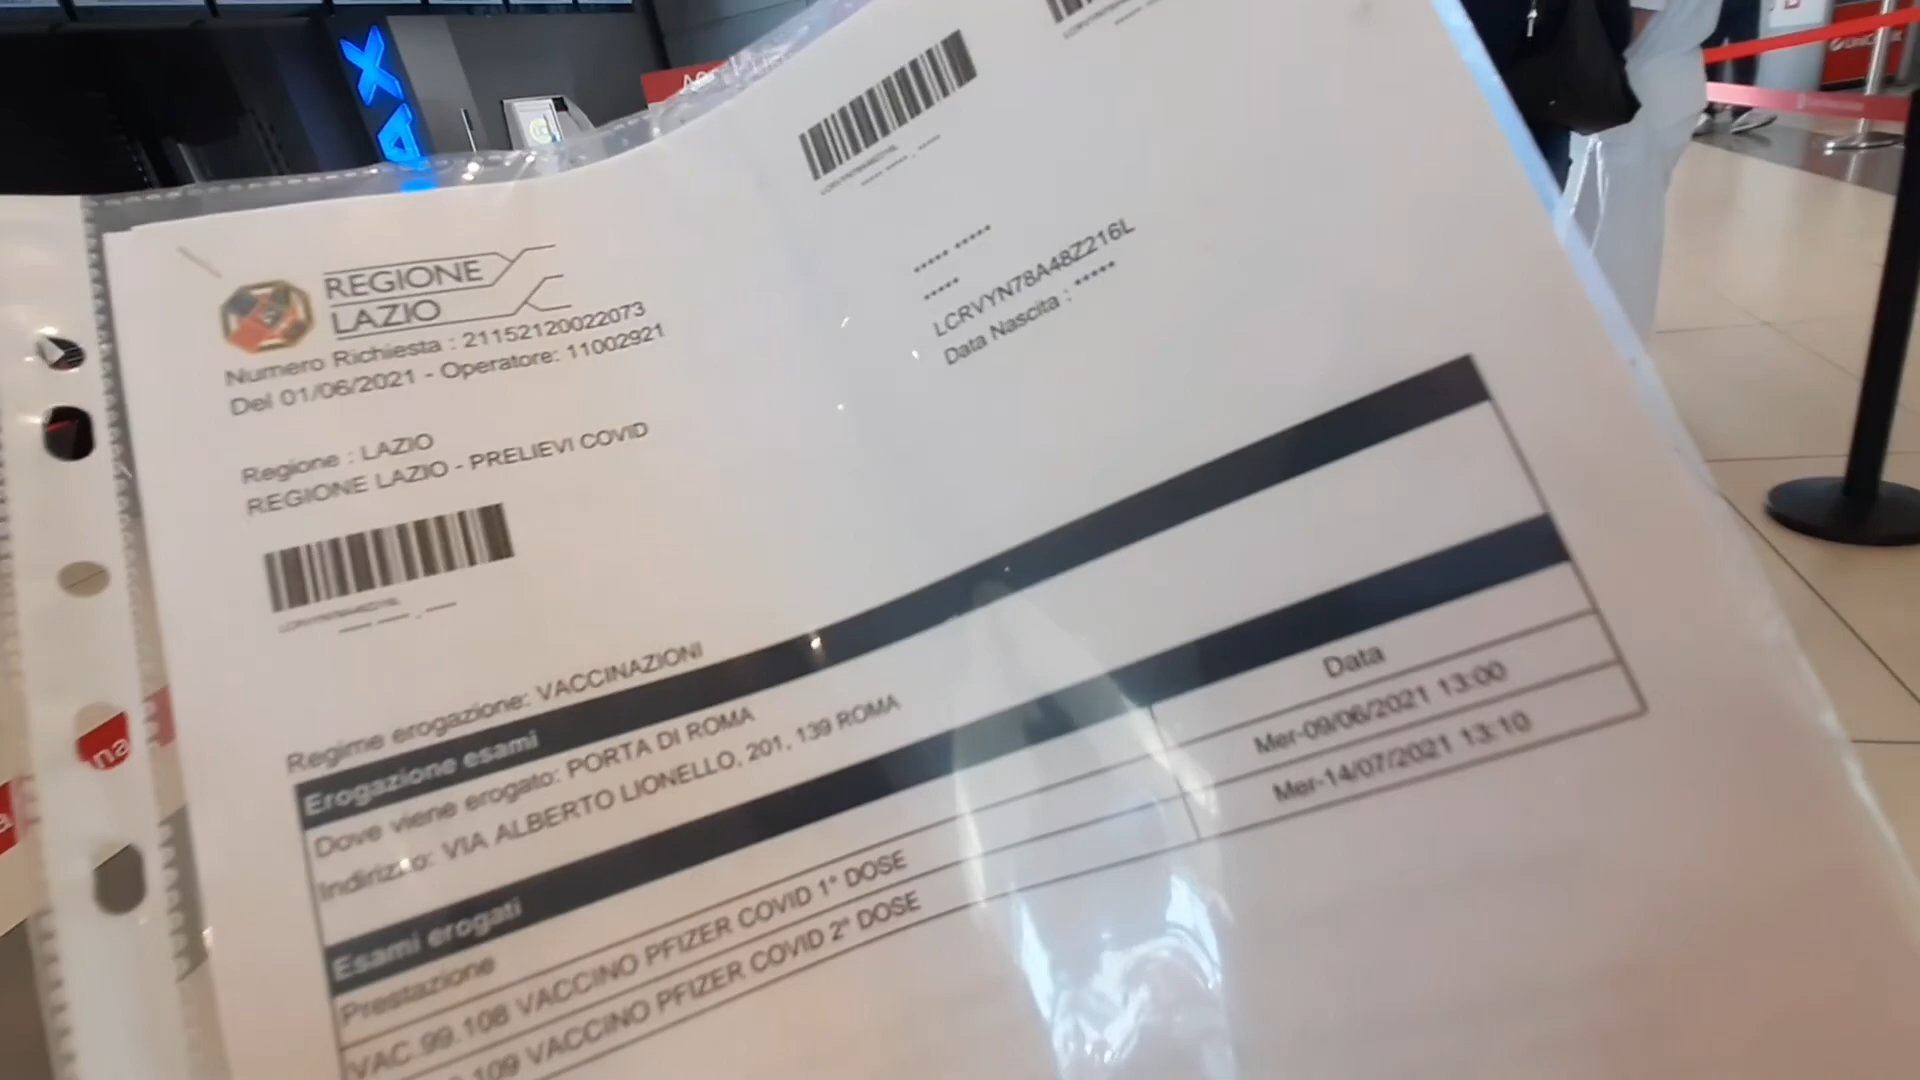 REGIONE
LAZIO
Numero Richiesta : 21152120022073
Del 01/06/2021 - Operatore: 11002921
Regione : LAZIO
REGIONE LAZIO - PRELIEVI COVID
***** *****
*****
LCRVYN78A48Z216L
Data Nascita : *****
Regime erogazione: VACCINAZIONI
Erogazione esami
Dove viene erogato: PORTA DI ROMA
Indirizzo: VIA ALBERTO LIONELLO, 201, 139 ROMA
Esami erogati
Prestazione Data
VAC.99.108 VACCINO PFIZER COVID 1° DOSE Mer-09/06/2021 13:00
109 VACCINO PFIZER COVID 2° DOSE Mer-14/07/2021 13:10
na
a